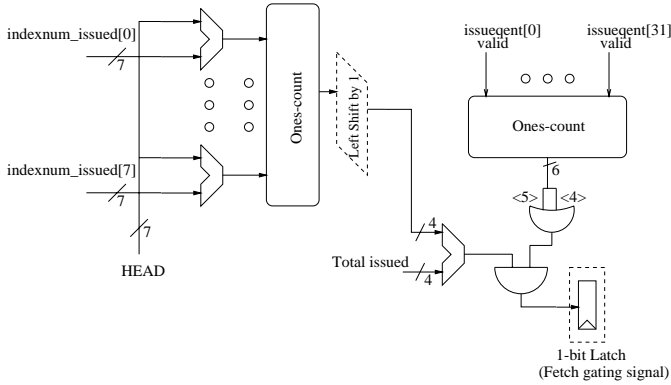 issueqent[0]
valid
issueqent[31]
valid
indexnum_issued[0]
7
Ones-count
Left Shift by 1
Ones-count
6
<5>
<4>
indexnum_issued[7]
7
7
HEAD
4
Total issued
4
1-bit Latch
(Fetch gating signal)